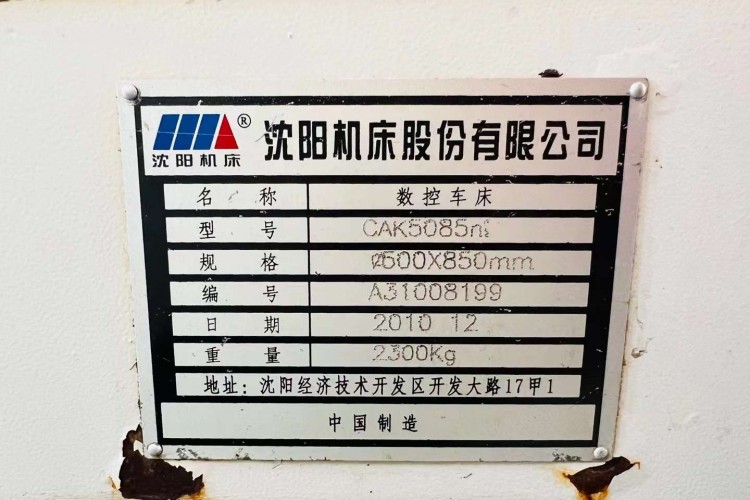 沈阳机床 ® 沈阳机床股份有限公司
名 称 数控车床
型 号
规 格 ø500X850mm
编 号 A31008199
日 期 2010 12
重 量 2300Kg
地址：沈阳经济技术开发区开发大路17甲1
中国制造